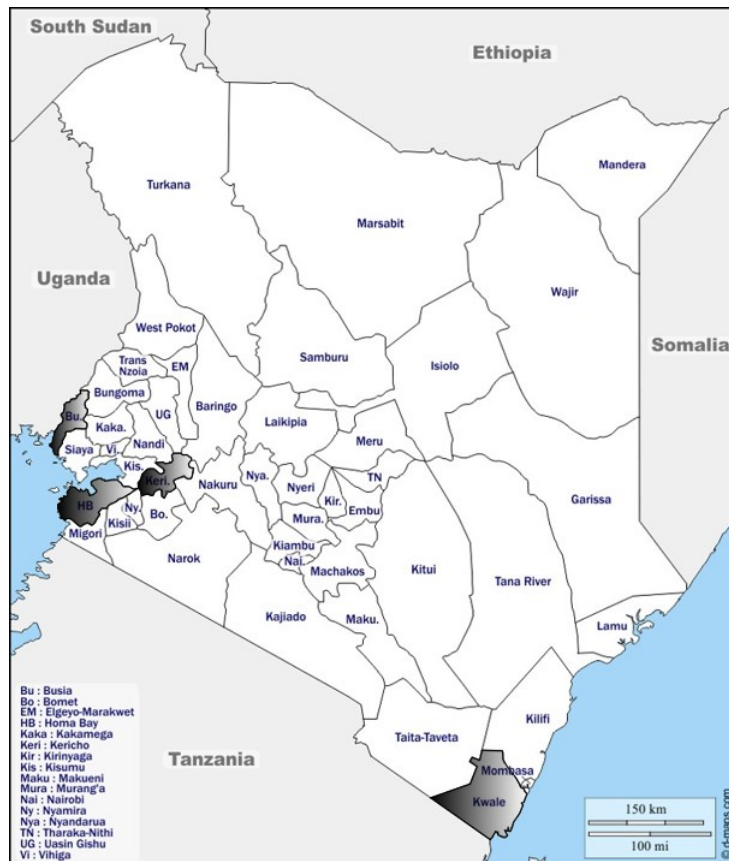 South Sudan
Ethiopia
Mandera
Turkana
Marsabit
Uganda
Wajir
West Pokot
Somalia
Samburu
Isiolo
Trans
Nzoia
EM
Bungoma
Baringo
Bu.
UG
Laikipia
Kaka.
Meru
Siaya
Vi.
Nandi
Kis.
Keri.
Nakuru
Nya.
TN
Nyeri
Kir.
Garissa
HB
Ny.
Embu
Bo.
Mura.
Kisii
Migori
Kiambu
Narok
Nai.
Machakos
Kitui
Tana River
Kajiado
Maku.
Lamu
Kilifi
Taita-Taveta
Tanzania
Mombasa
Kwale
Bu : Busia
Bo : Bomet
EM : Elgeyo-Marakwet
HB : Homa Bay
Kaka : Kakamega
Keri : Kericho
Kir : Kirinyaga
Kis : Kisumu
Maku : Makueni
Mura : Murang'a
Nai : Nairobi
Ny : Nyamira
Nya : Nyandarua
TN : Tharaka-Nithi
UG : Uasin Gishu
Vi : Vihiga
150 km
100 mi
© d-maps.com